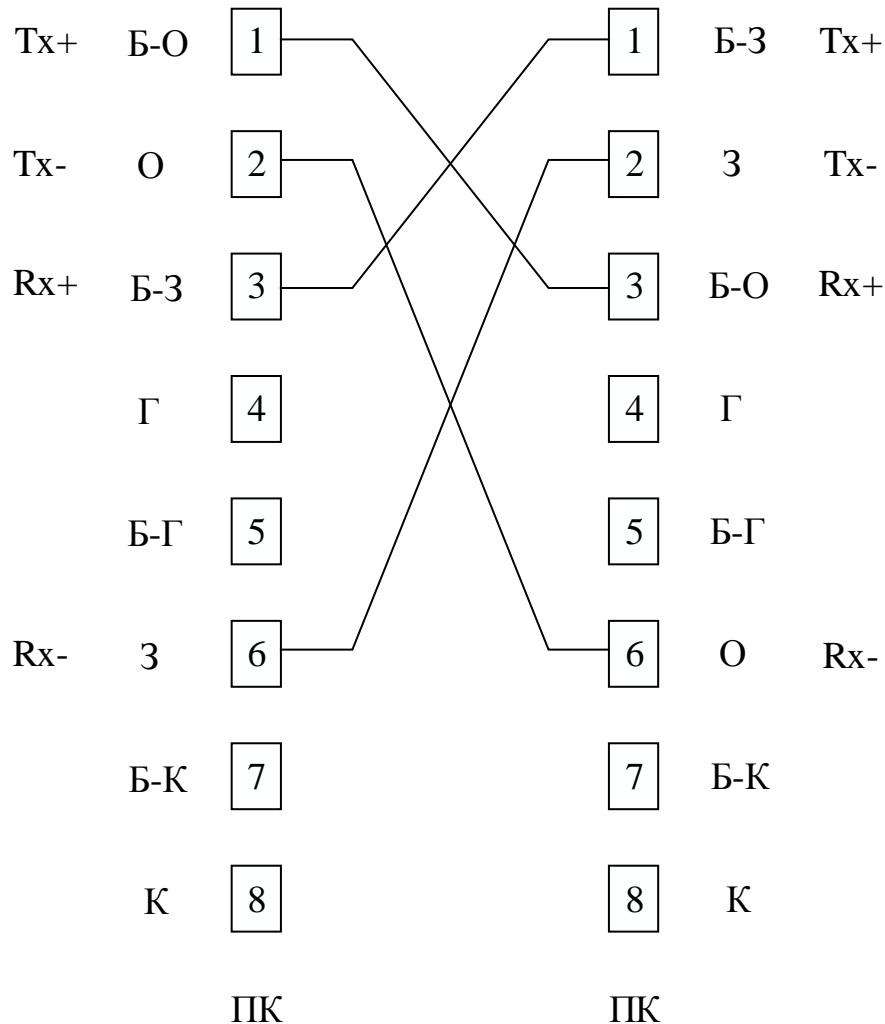 Tx+ Б-О 1 1 Б-З Tx+
Tx- О 2 2 З Tx-
Rx+ Б-З 3 3 Б-О Rx+
Г 4 4 Г
Б-Г 5 5 Б-Г
Rx- З 6 6 О Rx-
Б-К 7 7 Б-К
К 8 8 К
ПК ПК